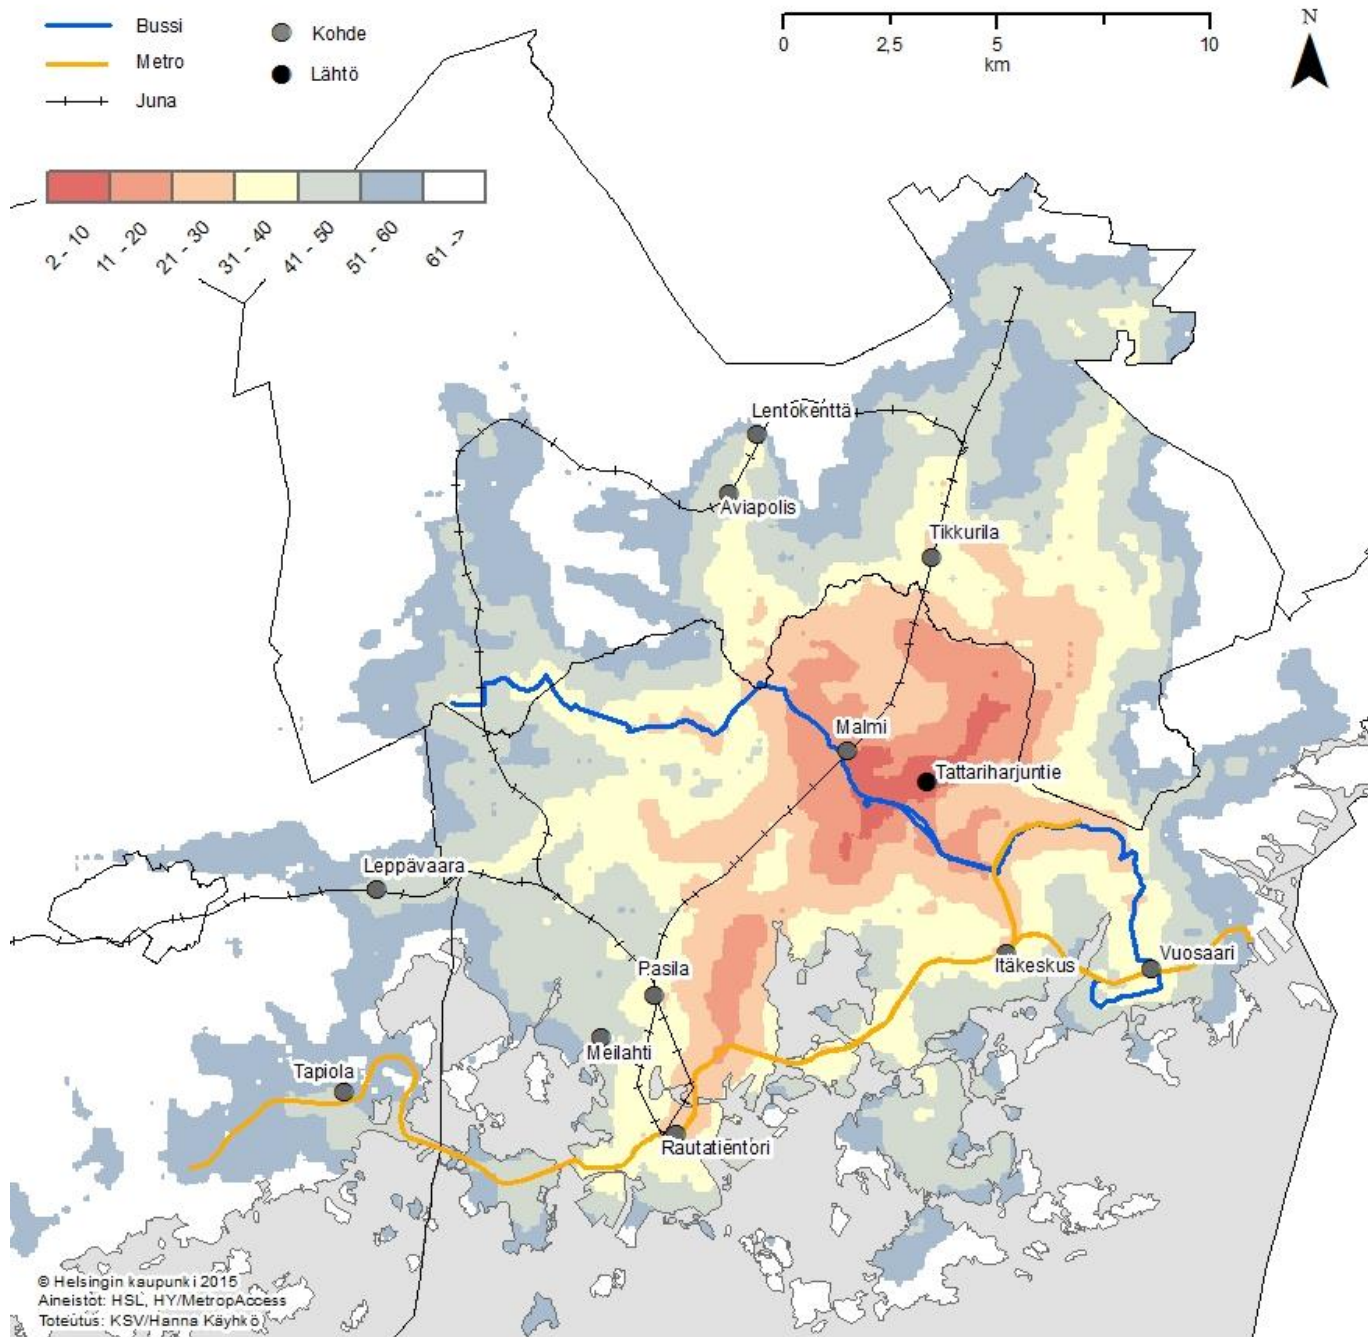 Bussi
Metro
Juna
Kohde
Lähtö
0 2,5 5 10
km
N
2 - 10
11 - 20
21 - 30
31 - 40
41 - 50
51 - 60
61 ->
Lentokenttä
Aviapolis
Tikkurila
Malmi
Tattariharjuntie
Leppävaara
Pasila
Itäkeskus
Vuosaari
Meilahti
Tapiola
Rautatientori
© Helsingin kaupunki 2015
Aineistot: HSL, HY/MetropAccess
Toteutus: KSV/Hanna Käyhkö